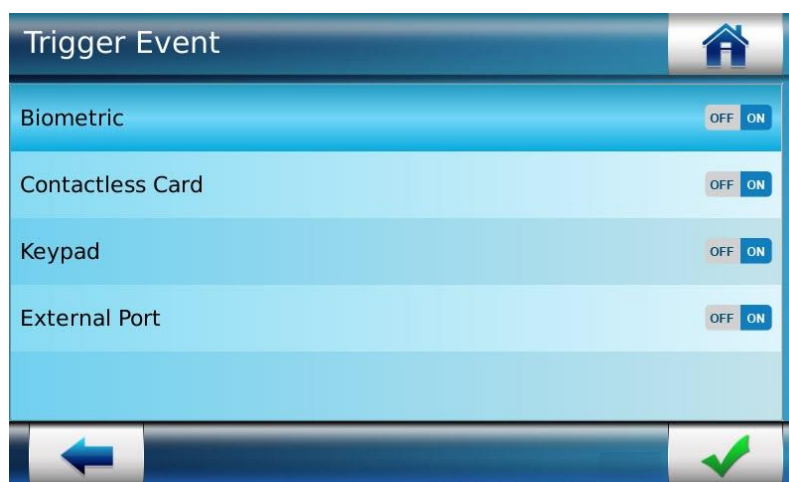 Trigger Event
Biometric OFF ON
Contactless Card OFF ON
Keypad OFF ON
External Port OFF ON